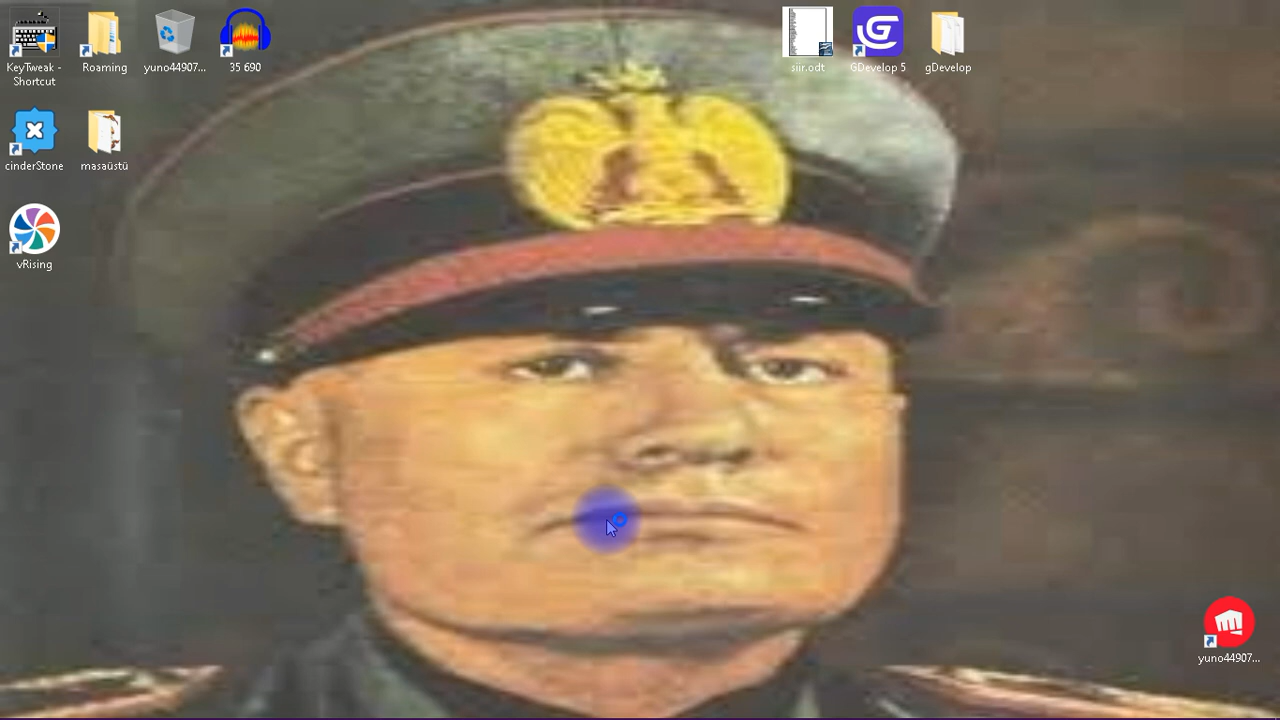 KeyTweak -
Shortcut
Roaming
yuno44907...
35 690
siir.odt
GDevelop 5
gDevelop
cinderStone
masaüstü
vRising
yuno44907...